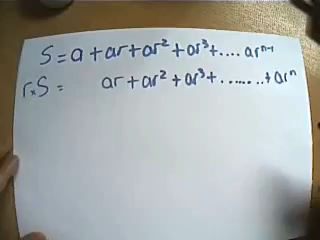 S = a + ar + ar² + ar³ + .... arⁿ⁻¹
r×S = ar + ar² + ar³ + ....... + arⁿ